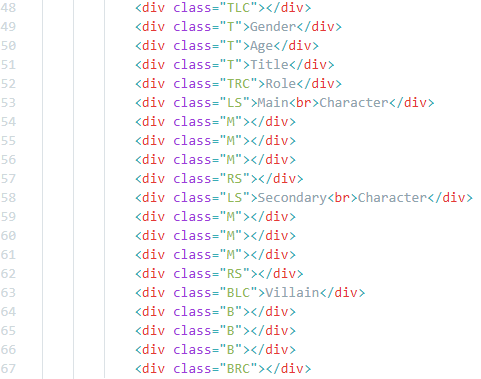 48 <div class="TLC"></div>
49 <div class="T">Gender</div>
50 <div class="T">Age</div>
51 <div class="T">Title</div>
52 <div class="TRC">Role</div>
53 <div class="LS">Main<br>Character</div>
54 <div class="M"></div>
55 <div class="M"></div>
56 <div class="M"></div>
57 <div class="RS"></div>
58 <div class="LS">Secondary<br>Character</div>
59 <div class="M"></div>
60 <div class="M"></div>
61 <div class="M"></div>
62 <div class="RS"></div>
63 <div class="BLC">Villain</div>
64 <div class="B"></div>
65 <div class="B"></div>
66 <div class="B"></div>
67 <div class="BRC"></div>